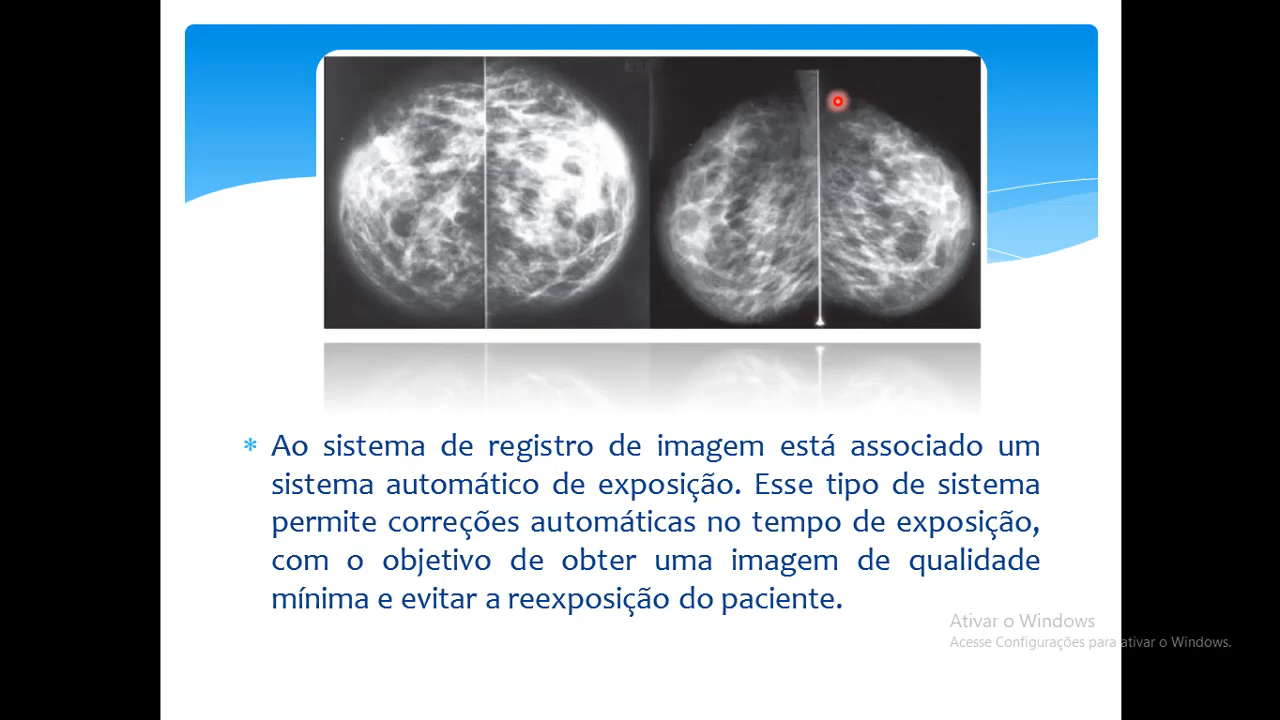 Ao sistema de registro de imagem está associado um
sistema automático de exposição. Esse tipo de sistema
permite correções automáticas no tempo de exposição,
com o objetivo de obter uma imagem de qualidade
mínima e evitar a reexposição do paciente.
Ativar o Windows
Acesse Configurações para ativar o Windows.